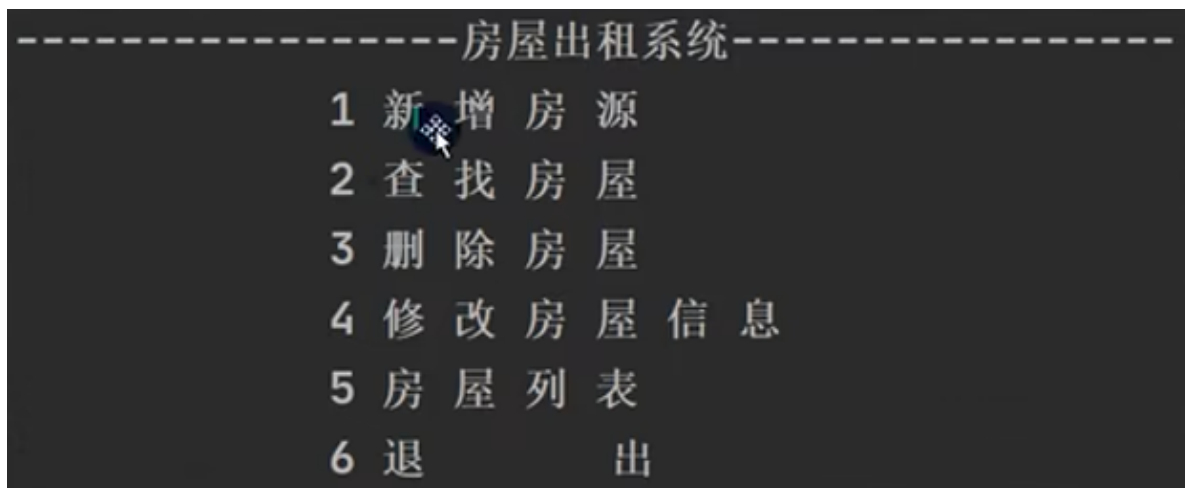 -----------------房屋出租系统-----------------
1 新 增 房 源
2 查 找 房 屋
3 删 除 房 屋
4 修 改 房 屋 信 息
5 房 屋 列 表
6 退 出